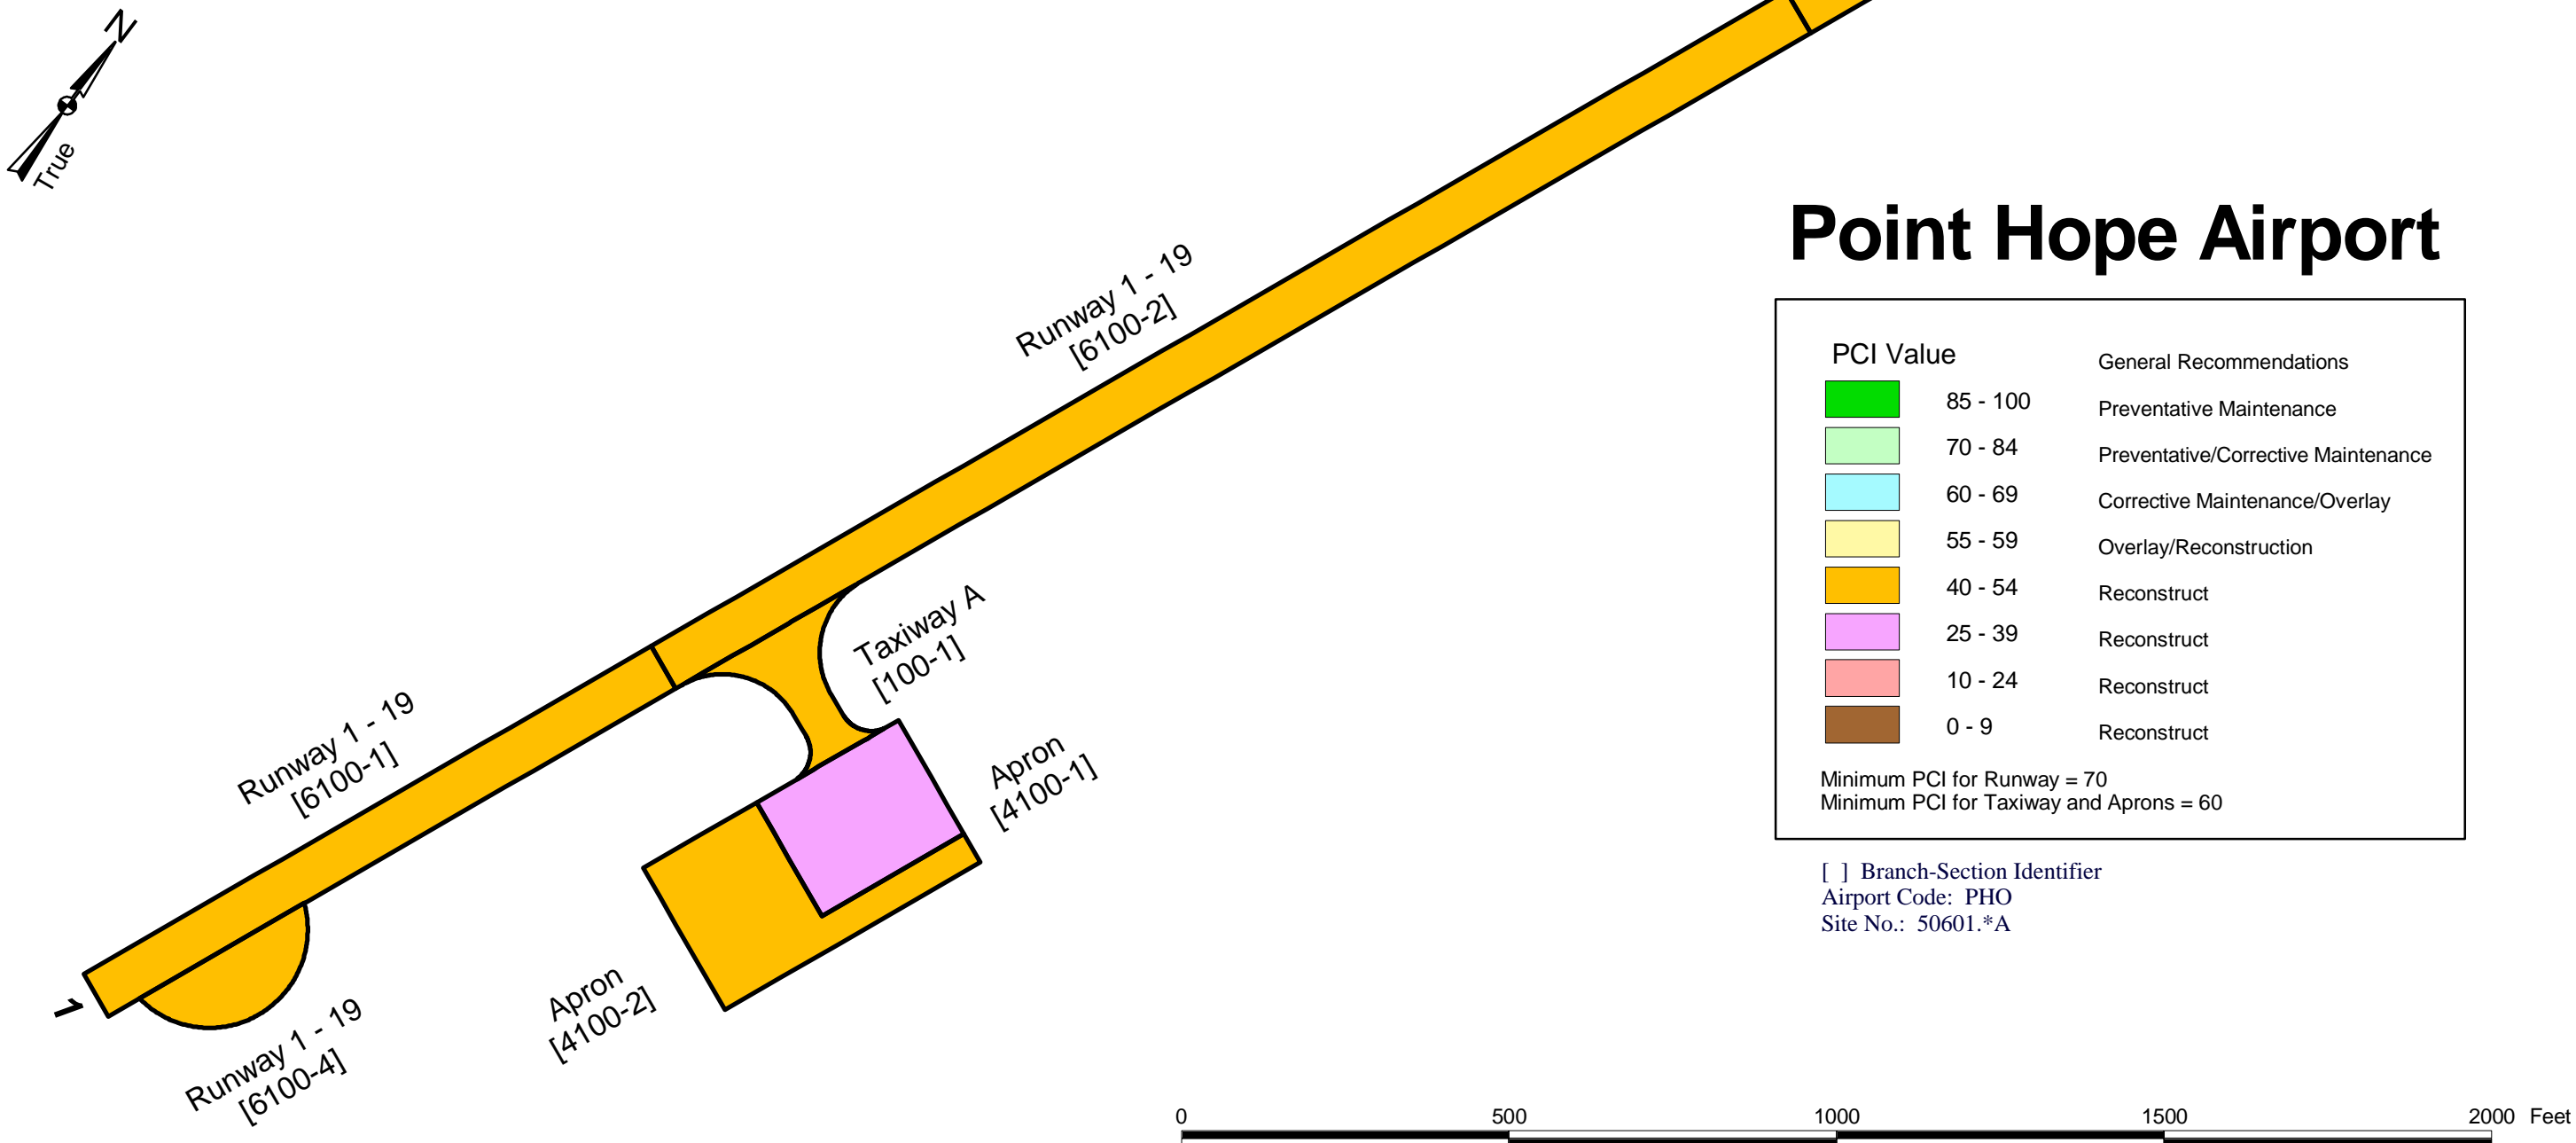 N
True
Runway 1 - 19
[6100-2]
Point Hope Airport
PCI Value
General Recommendations
85 - 100
Preventative Maintenance
70 - 84
Preventative/Corrective Maintenance
60 - 69
Corrective Maintenance/Overlay
55 - 59
Overlay/Reconstruction
40 - 54
Reconstruct
25 - 39
Reconstruct
10 - 24
Reconstruct
0 - 9
Reconstruct
Minimum PCI for Runway = 70
Minimum PCI for Taxiway and Aprons = 60
[ ] Branch-Section Identifier
Airport Code: PHO
Site No.: 50601.*A
Taxiway A
[100-1]
Runway 1 - 19
[6100-1]
Apron
[4100-1]
1
Apron
[4100-2]
Runway 1 - 19
[6100-4]
0 500 1000 1500 2000 Feet